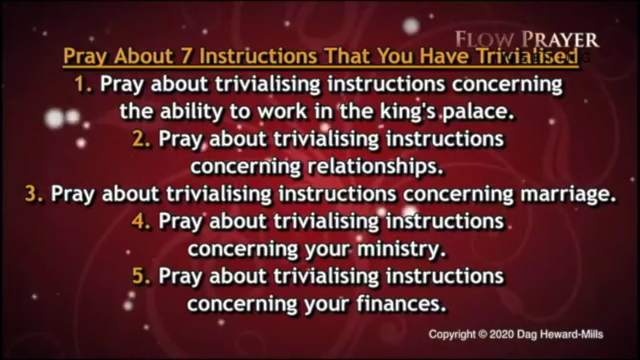 FLOW PRAYER
Pray About 7 Instructions That You Have Trivialised
1. Pray about trivialising instructions concerning
the ability to work in the king's palace.
2. Pray about trivialising instructions
concerning relationships.
3. Pray about trivialising instructions concerning marriage.
4. Pray about trivialising instructions
concerning your ministry.
5. Pray about trivialising instructions
concerning your finances.
Copyright © 2020 Dag Heward-Mills